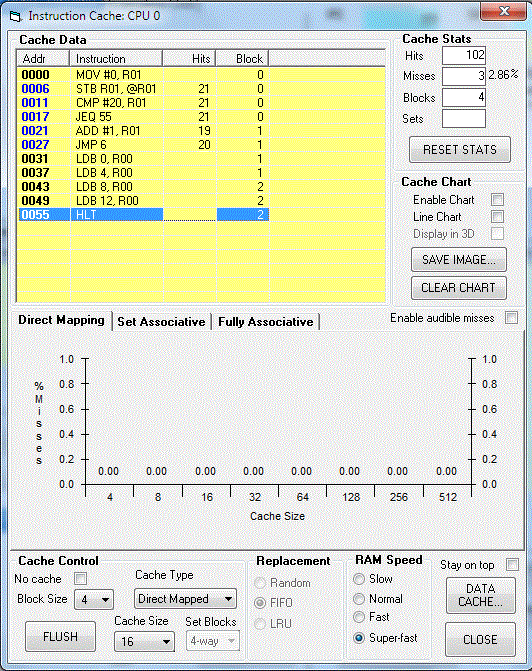 Instruction Cache: CPU 0
Cache Data
Addr Instruction Hits Block
0000 MOV #0, R01 0
0006 STB R01, @R01 21 0
0011 CMP #20, R01 21 0
0017 JEQ 55 21 0
0021 ADD #1, R01 19 1
0027 JMP 6 20 1
0031 LDB 0, R00 1
0037 LDB 4, R00 1
0043 LDB 8, R00 2
0049 LDB 12, R00 2
0055 HLT 2
Cache Stats
Hits 102
Misses 3 2.86%
Blocks 4
Sets
RESET STATS
Cache Chart
Enable Chart
Line Chart
Display in 3D
SAVE IMAGE...
CLEAR CHART
Direct Mapping Set Associative Fully Associative
Enable audible misses
% Misses
1.0 1.0
0.8 0.8
0.6 0.6
0.4 0.4
0.2 0.2
0.00 0.00 0.00 0.00 0.00 0.00 0.00 0.00
0.0 0.0
4 8 16 32 64 128 256 512
Cache Size
Cache Control
No cache
Block Size 4
FLUSH
Cache Type
Direct Mapped
Cache Size
16
Set Blocks
4-way
Replacement
Random
FIFO
LRU
RAM Speed
Slow
Normal
Fast
Super-fast
Stay on top
DATA
CACHE...
CLOSE